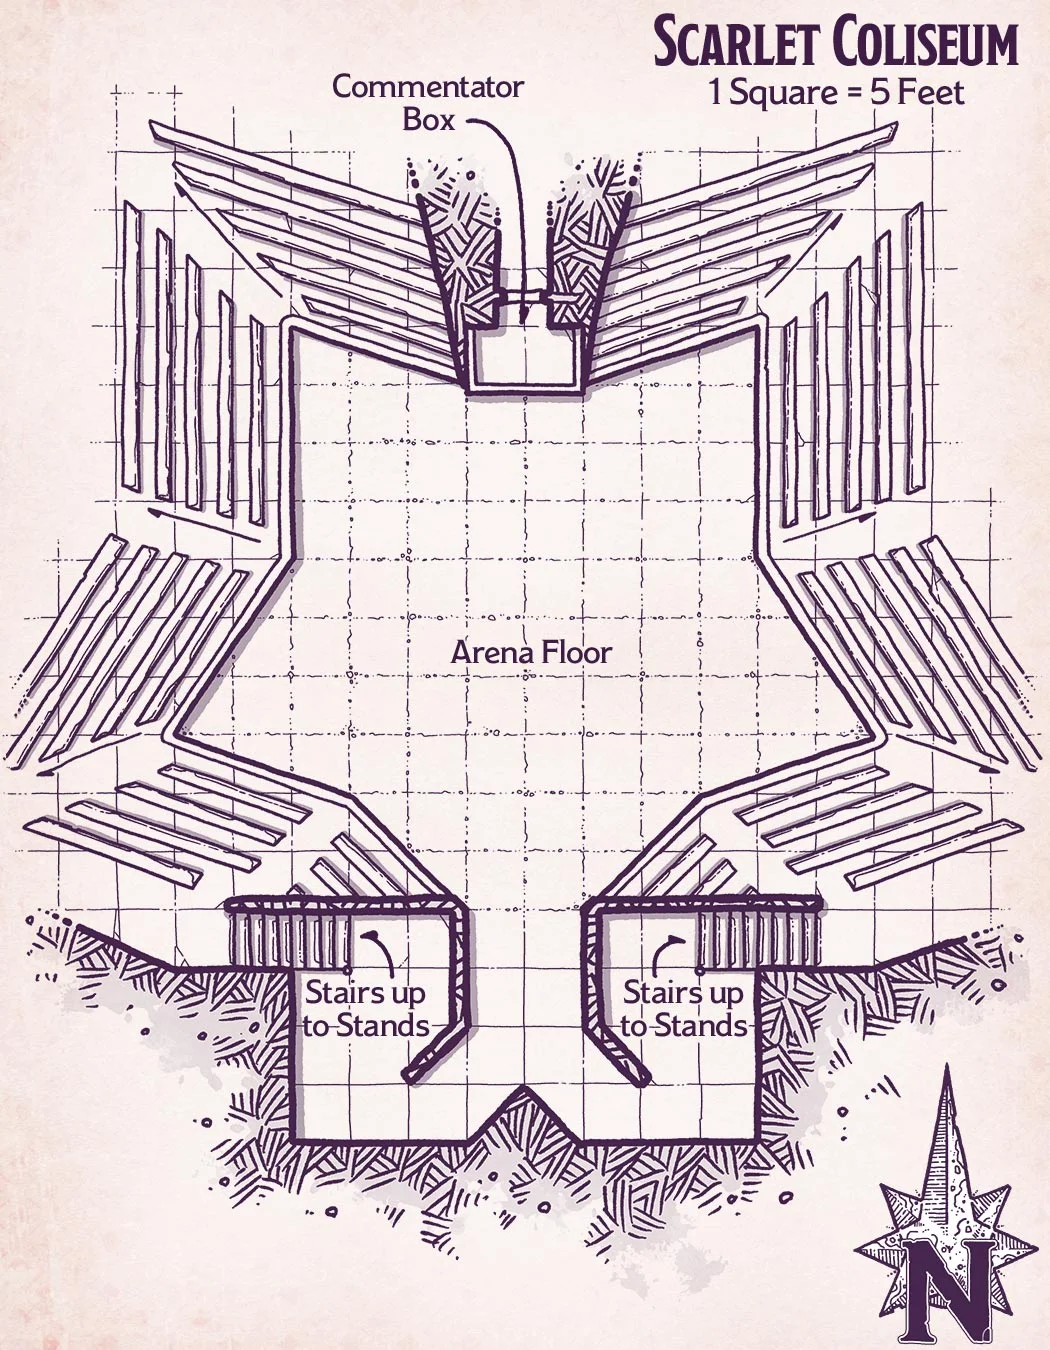 Scarlet Coliseum
1 Square = 5 Feet
Commentator
Box
Arena Floor
Stairs up
to Stands
Stairs up
to Stands
N